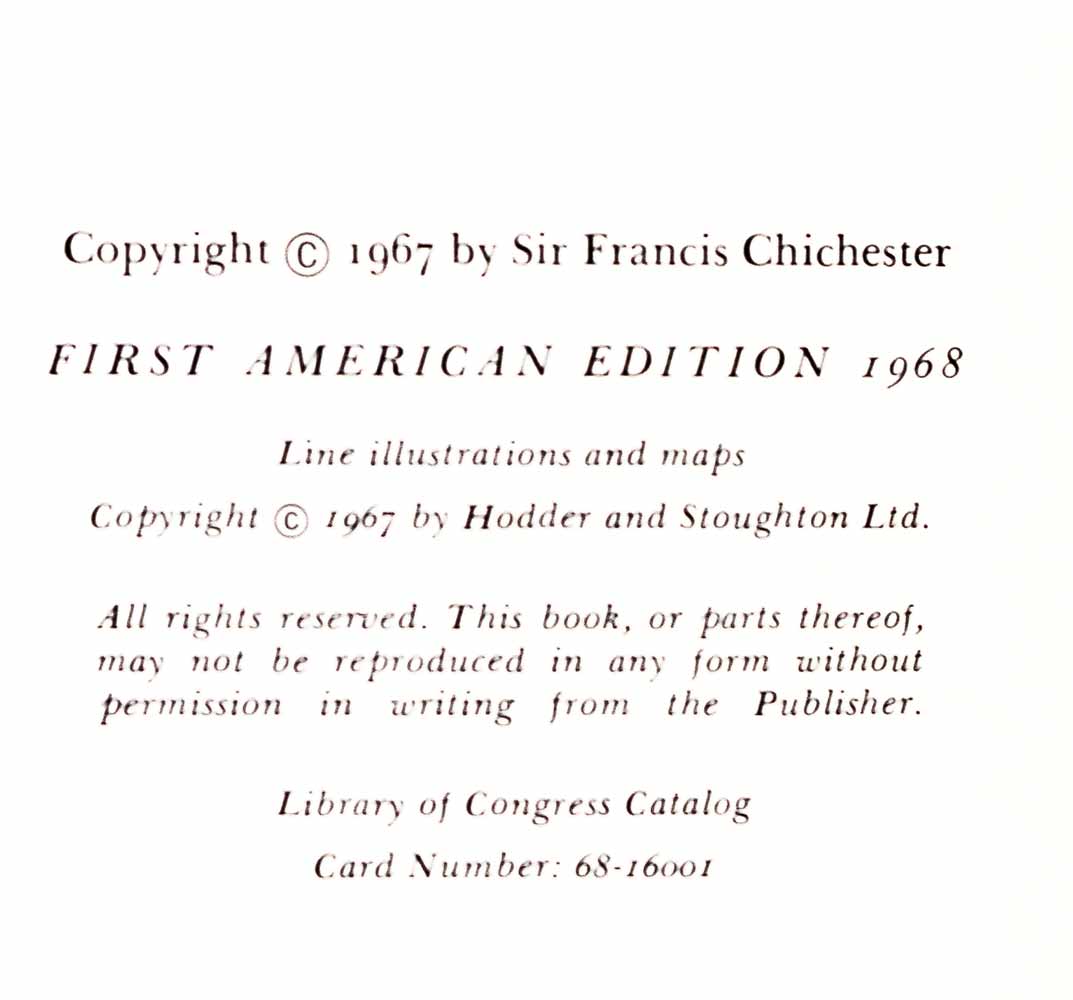 Copyright © 1967 by Sir Francis Chichester
FIRST AMERICAN EDITION 1968
Line illustrations and maps
Copyright © 1967 by Hodder and Stoughton Ltd.
All rights reserved. This book, or parts thereof,
may not be reproduced in any form without
permission in writing from the Publisher.
Library of Congress Catalog
Card Number: 68-16001